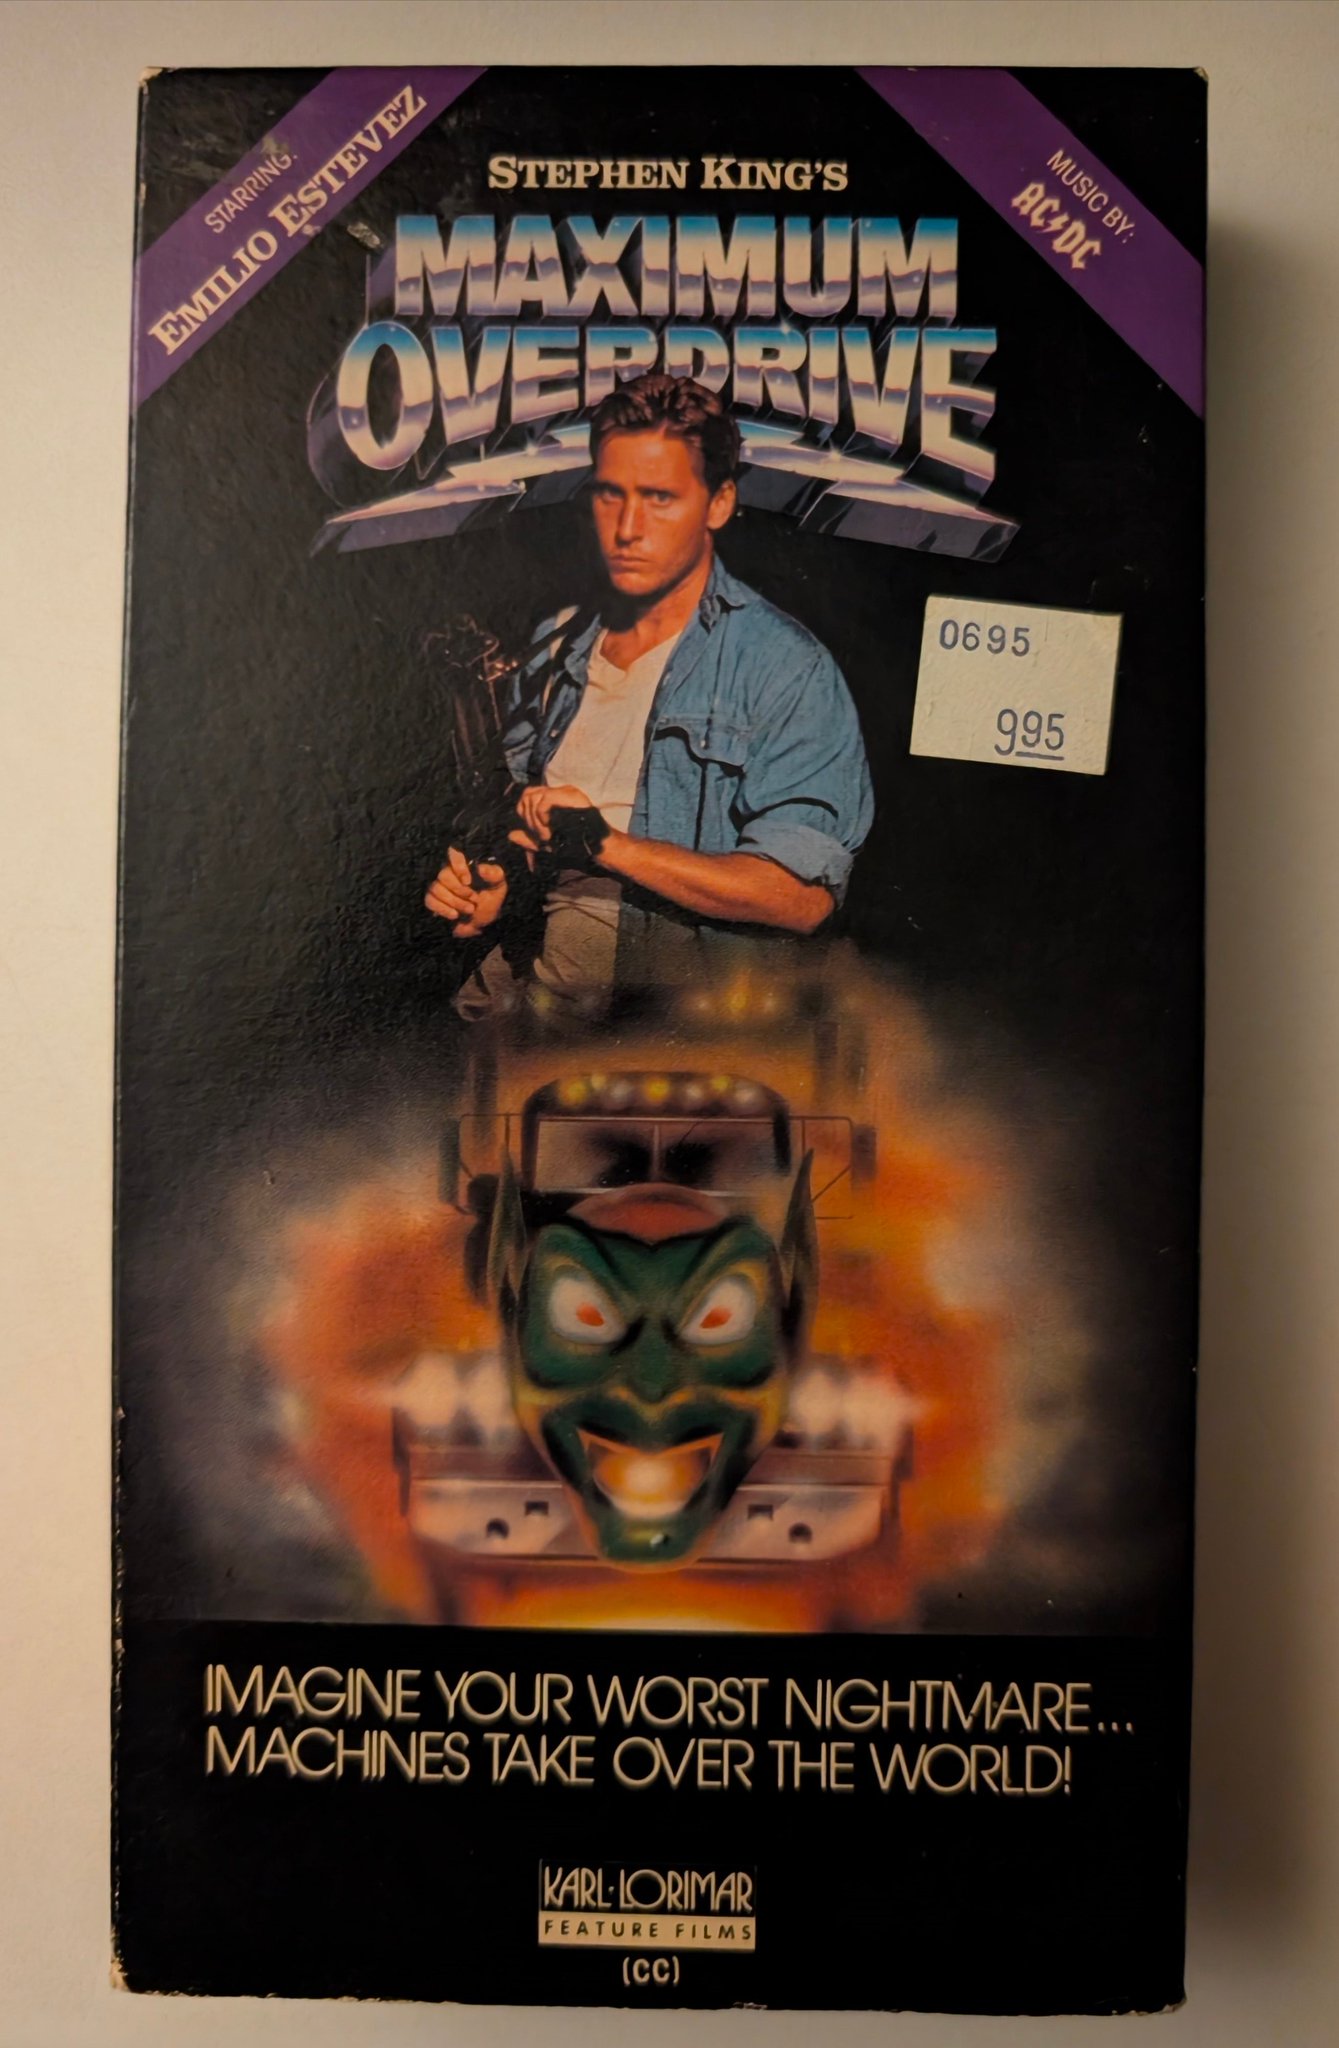 STARRING:
EMILIO ESTEVEZ
MUSIC BY:
AC⚡DC
STEPHEN KING'S
MAXIMUM
OVERDRIVE
0695
995
IMAGINE YOUR WORST NIGHTMARE...
MACHINES TAKE OVER THE WORLD!
KARL·LORIMAR
FEATURE FILMS
(CC)